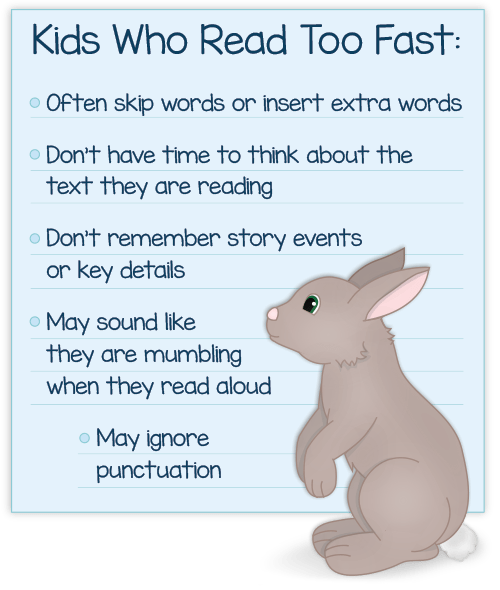 Kids Who Read Too Fast:
Often skip words or insert extra words
Don't have time to think about the
text they are reading
Don't remember story events
or key details
May sound like
they are mumbling
when they read aloud
May ignore
punctuation